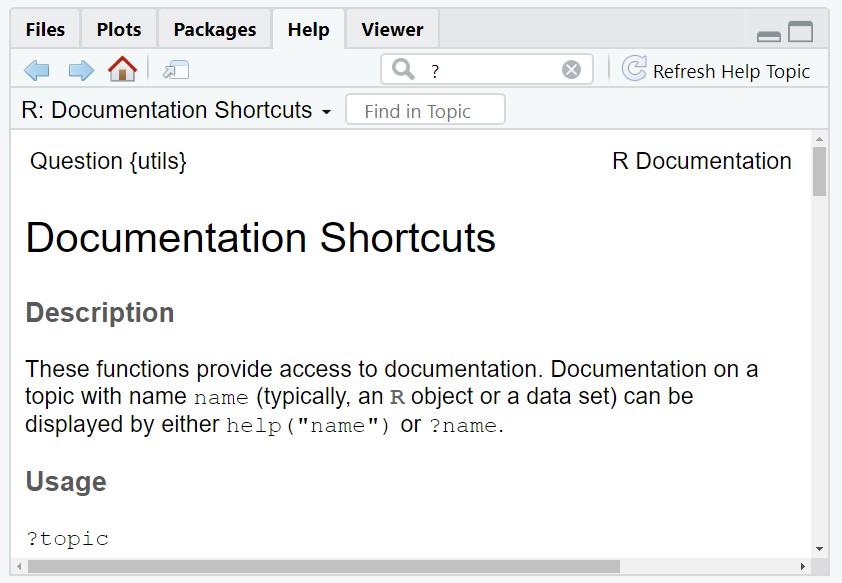 Files Plots Packages Help Viewer
? Refresh Help Topic
R: Documentation Shortcuts Find in Topic
Question {utils} R Documentation
Documentation Shortcuts
Description
These functions provide access to documentation. Documentation on a
topic with name name (typically, an R object or a data set) can be
displayed by either help("name") or ?name.
Usage
?topic